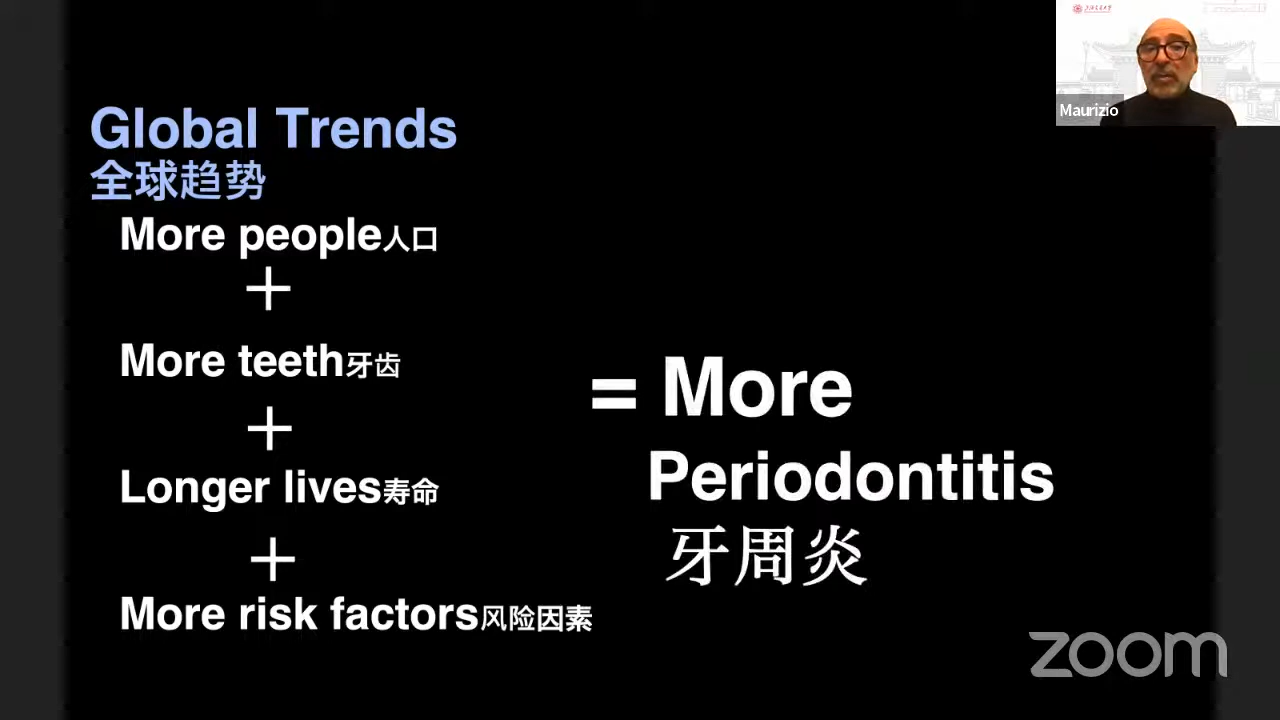 Global Trends
全球趋势
More people人口
+
More teeth牙齿
+
Longer lives寿命
+
More risk factors风险因素
= More
Periodontitis
牙周炎
Maurizio
zoom